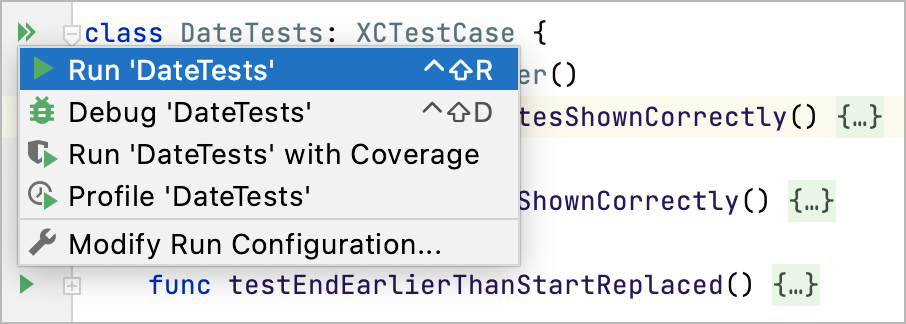 class DateTests: XCTestCase {
Run 'DateTests' ⌃⇧R
er()
Debug 'DateTests' ⌃⇧D
tesShownCorrectly() {...}
Run 'DateTests' with Coverage
Profile 'DateTests'
ShownCorrectly() {...}
Modify Run Configuration...
func testEndEarlierThanStartReplaced() {...}